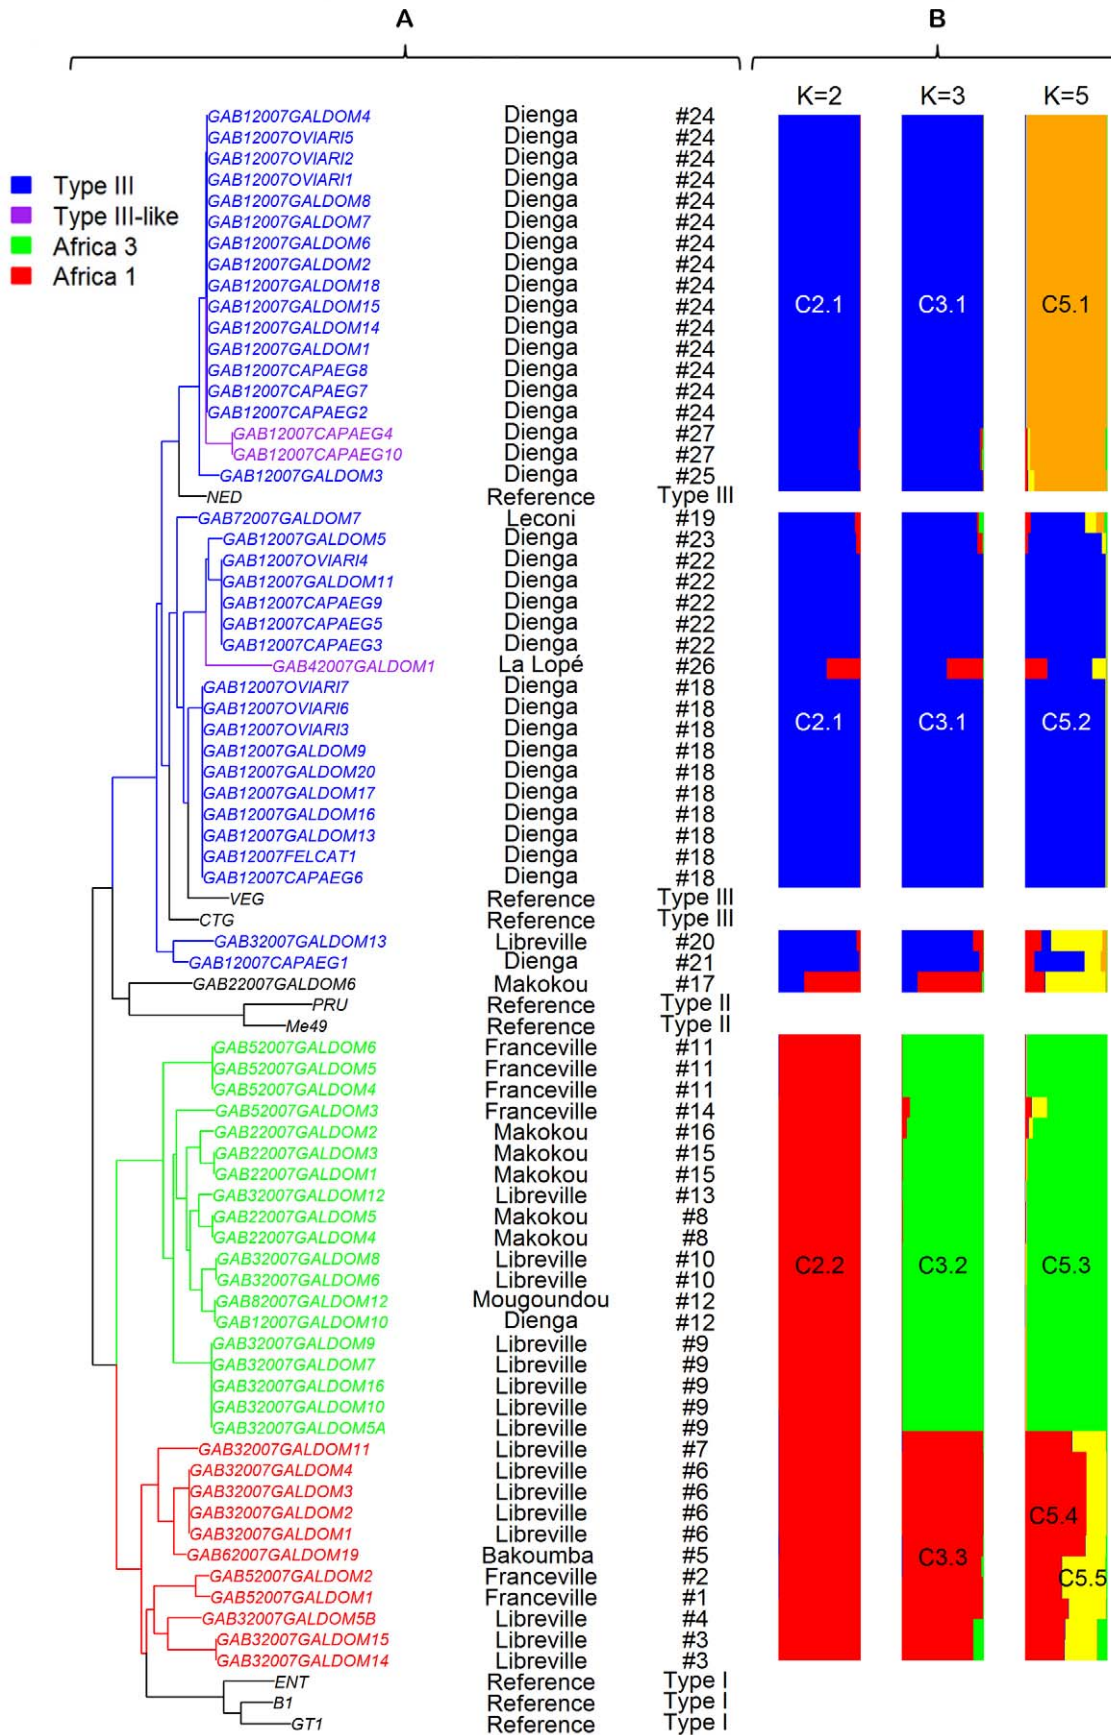 A B
K=2 K=3 K=5
Type III
Type III-like
Africa 3
Africa 1
GAB12007GALDOM4 Dienga #24
GAB12007OVIARI5 Dienga #24
GAB12007OVIARI2 Dienga #24
GAB12007OVIARI1 Dienga #24
GAB12007GALDOM8 Dienga #24
GAB12007GALDOM7 Dienga #24
GAB12007GALDOM6 Dienga #24
GAB12007GALDOM2 Dienga #24
GAB12007GALDOM18 Dienga #24
GAB12007GALDOM15 Dienga #24 C2.1 C3.1 C5.1
GAB12007GALDOM14 Dienga #24
GAB12007GALDOM1 Dienga #24
GAB12007CAPAEG8 Dienga #24
GAB12007CAPAEG7 Dienga #24
GAB12007CAPAEG2 Dienga #24
GAB12007CAPAEG4 Dienga #27
GAB12007CAPAEG10 Dienga #27
GAB12007GALDOM3 Dienga #25
NED Reference Type III
GAB72007GALDOM7 Leconi #19
GAB12007GALDOM5 Dienga #23
GAB12007OVIARI4 Dienga #22
GAB12007GALDOM11 Dienga #22
GAB12007CAPAEG9 Dienga #22
GAB12007CAPAEG5 Dienga #22
GAB12007CAPAEG3 Dienga #22
GAB42007GALDOM1 La Lopé #26
GAB12007OVIARI7 Dienga #18
GAB12007OVIARI6 Dienga #18
GAB12007OVIARI3 Dienga #18 C2.1 C3.1 C5.2
GAB12007GALDOM9 Dienga #18
GAB12007GALDOM20 Dienga #18
GAB12007GALDOM17 Dienga #18
GAB12007GALDOM16 Dienga #18
GAB12007GALDOM13 Dienga #18
GAB12007FELCAT1 Dienga #18
GAB12007CAPAEG6 Dienga #18
VEG Reference Type III
CTG Reference Type III
GAB32007GALDOM13 Libreville #20
GAB12007CAPAEG1 Dienga #21
GAB22007GALDOM6 Makokou #17
PRU Reference Type II
Me49 Reference Type II
GAB52007GALDOM6 Franceville #11
GAB52007GALDOM5 Franceville #11
GAB52007GALDOM4 Franceville #11
GAB52007GALDOM3 Franceville #14
GAB22007GALDOM2 Makokou #16
GAB22007GALDOM3 Makokou #15
GAB22007GALDOM1 Makokou #15
GAB32007GALDOM12 Libreville #13
GAB22007GALDOM5 Makokou #8
GAB22007GALDOM4 Makokou #8
GAB32007GALDOM8 Libreville #10 C2.2 C3.2 C5.3
GAB32007GALDOM6 Libreville #10
GAB82007GALDOM12 Mougoundou #12
GAB12007GALDOM10 Dienga #12
GAB32007GALDOM9 Libreville #9
GAB32007GALDOM7 Libreville #9
GAB32007GALDOM16 Libreville #9
GAB32007GALDOM10 Libreville #9
GAB32007GALDOM5A Libreville #9
GAB32007GALDOM11 Libreville #7
GAB32007GALDOM4 Libreville #6
GAB32007GALDOM3 Libreville #6
GAB32007GALDOM2 Libreville #6 C5.4
GAB32007GALDOM1 Libreville #6
GAB62007GALDOM19 Bakoumba #5 C3.3
GAB52007GALDOM2 Franceville #2 C5.5
GAB52007GALDOM1 Franceville #1
GAB32007GALDOM5B Libreville #4
GAB32007GALDOM15 Libreville #3
GAB32007GALDOM14 Libreville #3
ENT Reference Type I
B1 Reference Type I
GT1 Reference Type I